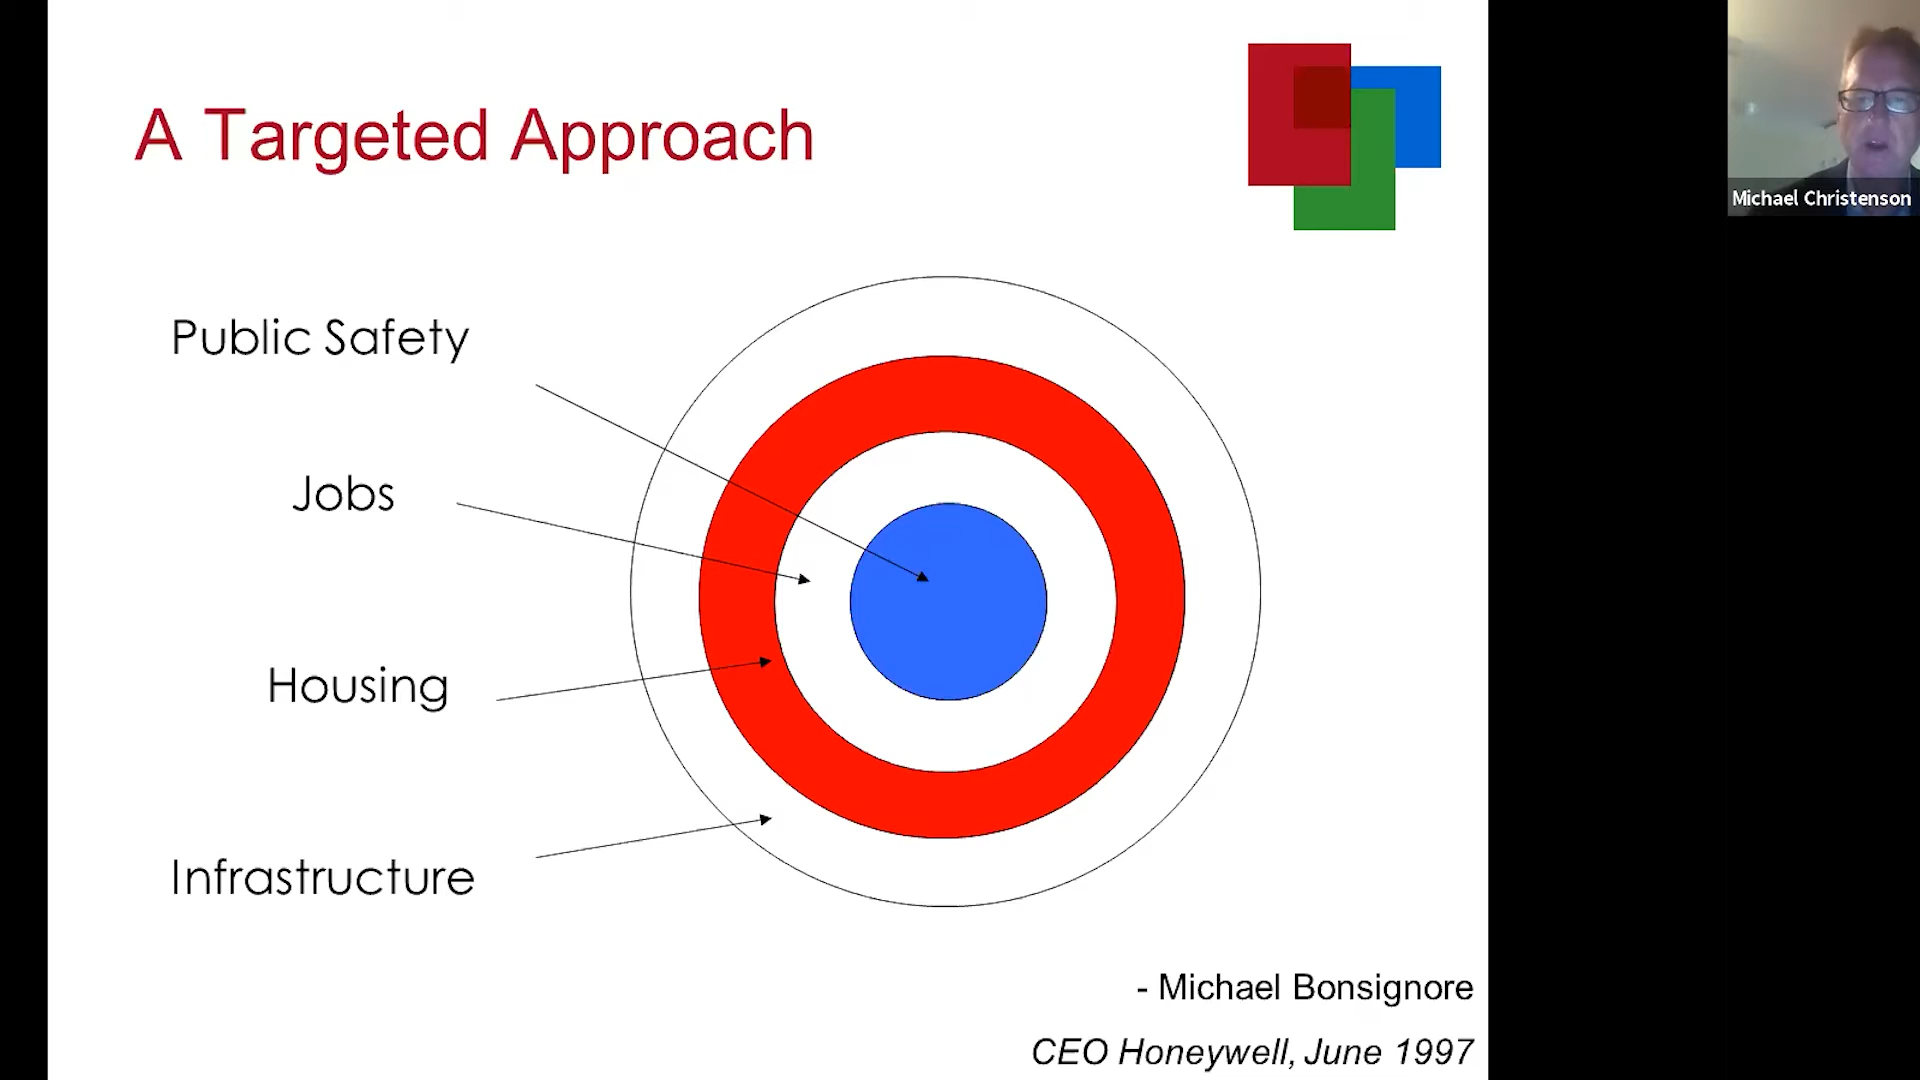 A Targeted Approach
Michael Christenson
Public Safety
Jobs
Housing
Infrastructure
- Michael Bonsignore
CEO Honeywell, June 1997